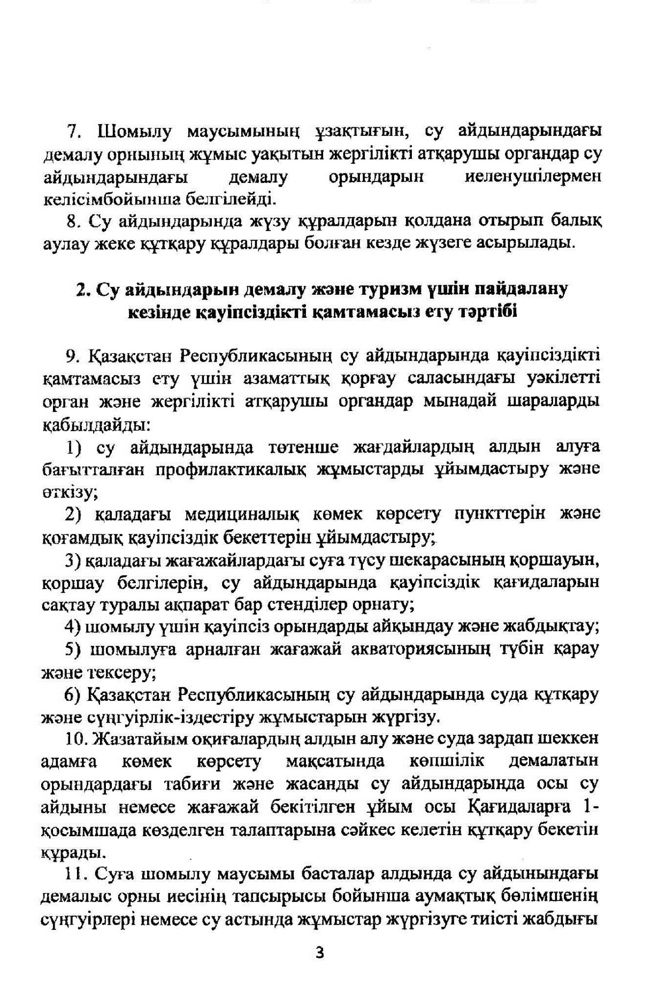 7. Шомылу маусымының ұзақтығын, су айдындарындағы
демалу орнының жұмыс уақытын жергілікті атқарушы органдар су
айдындарындағы демалу орындарын иеленушілермен
келісімбойынша белгілейді.
8. Су айдындарында жүзу құралдарын қолдана отырып балық
аулау жеке құтқару құралдары болған кезде жүзеге асырылады.
2. Су айдындарын демалу және туризм үшін пайдалану
кезінде қауіпсіздікті қамтамасыз ету тәртібі
9. Қазақстан Республикасының су айдындарында қауіпсіздікті
қамтамасыз ету үшін азаматтық қорғау саласындағы уәкілетті
орган және жергілікті атқарушы органдар мынадай шараларды
қабылдайды:
1) су айдындарында төтенше жағдайлардың алдын алуға
бағытталған профилактикалық жұмыстарды ұйымдастыру және
өткізу;
2) қаладағы медициналық көмек көрсету пункттерін және
қоғамдық қауіпсіздік бекеттерін ұйымдастыру;
3) қаладағы жағажайлардағы суға түсу шекарасының қоршауын,
қоршау белгілерін, су айдындарында қауіпсіздік қағидаларын
сақтау туралы ақпарат бар стенділер орнату;
4) шомылу үшін қауіпсіз орындарды айқындау және жабдықтау;
5) шомылуға арналған жағажай акваториясының түбін қарау
және тексеру;
6) Қазақстан Республикасының су айдындарында суда құтқару
және сүңгуірлік-іздестіру жұмыстарын жүргізу.
10. Жазатайым оқиғалардың алдын алу және суда зардап шеккен
адамға көмек көрсету мақсатында көпшілік демалатын
орындардағы табиғи және жасанды су айдындарында осы су
айдыны немесе жағажай бекітілген ұйым осы Қағидаларға 1-
қосымшада көзделген талаптарына сәйкес келетін құтқару бекетін
құрады.
11. Суға шомылу маусымы басталар алдында су айдынындағы
демалыс орны иесінің тапсырысы бойынша аумақтық бөлімшенің
сүңгуірлері немесе су астында жұмыстар жүргізуге тиісті жабдығы
3